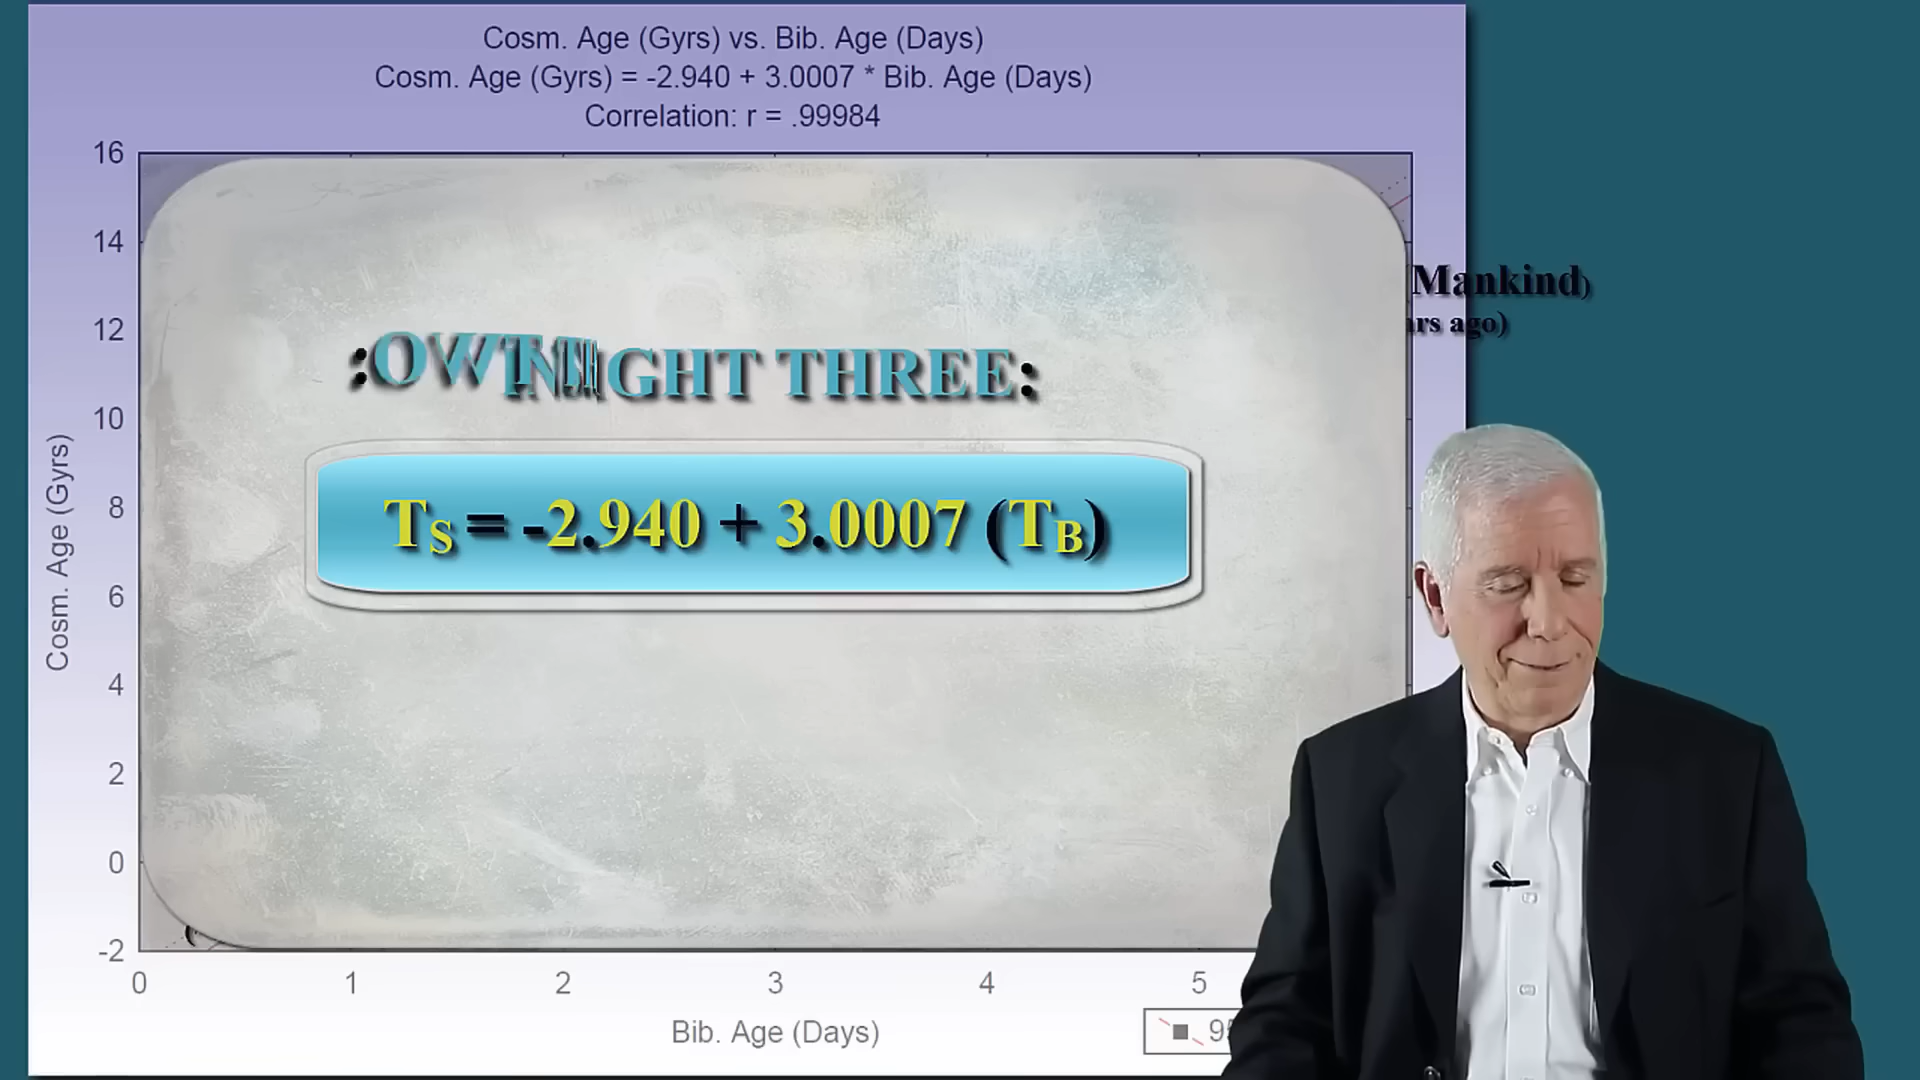 Cosm. Age (Gyrs) vs. Bib. Age (Days)
Cosm. Age (Gyrs) = -2.940 + 3.0007 * Bib. Age (Days)
Correlation: r = .99984
16
14
12
10
8
6
4
2
0
-2
Cosm. Age (Gyrs)
Mankind)
ago)
GHT THREE:
TS = -2.940 + 3.0007 (TB)
0 1 2 3 4 5
Bib. Age (Days)